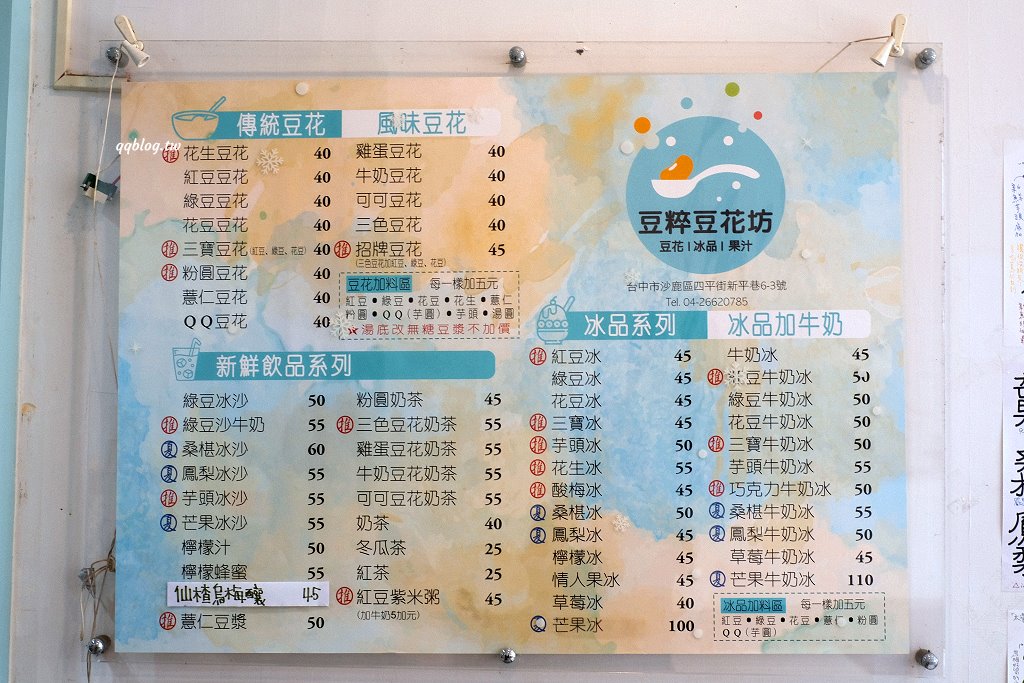 傳統豆花
推 花生豆花 40
紅豆豆花 40
綠豆豆花 40
花豆豆花 40
推 三寶豆花(紅豆、綠豆、花豆) 40
推 粉圓豆花 40
薏仁豆花 40
QQ豆花 40
風味豆花
雞蛋豆花 40
牛奶豆花 40
可可豆花 40
三色豆花 40
推 招牌豆花 45
(三色豆花加紅豆、綠豆、花豆)
豆花加料區 每一樣加五元
紅豆•綠豆•花豆•花生•薏仁
粉圓•QQ(芋圓)•芋頭•湯圓
★湯底改無糖豆漿不加價
新鮮飲品系列
綠豆冰沙 50
推 綠豆沙牛奶 55
夏 桑椹冰沙 60
夏 鳳梨冰沙 55
推 芋頭冰沙 55
夏 芒果冰沙 55
檸檬汁 50
檸檬蜂蜜 55
仙楂烏梅釀 45
推 薏仁豆漿 50
粉圓奶茶 45
推 三色豆花奶茶 55
雞蛋豆花奶茶 55
牛奶豆花奶茶 55
可可豆花奶茶 55
奶茶 40
冬瓜茶 25
紅茶 25
推 紅豆紫米粥 45
(加牛奶5加元)
豆粹豆花坊
豆花|冰品|果汁
台中市沙鹿區四平街新平巷6-3號
Tel. 04-26620785
冰品系列
推 紅豆冰 45
綠豆冰 45
花豆冰 45
推 三寶冰 45
推 芋頭冰 50
推 花生冰 55
推 酸梅冰 45
夏 桑椹冰 50
夏 鳳梨冰 45
檸檬冰 45
情人果冰 45
草莓冰 40
芒果冰 100
冰品加牛奶
牛奶冰 45
推 豆牛奶冰 50
綠豆牛奶冰 50
花豆牛奶冰 50
推 三寶牛奶冰 50
芋頭牛奶冰 55
推 巧克力牛奶冰 50
夏 桑椹牛奶冰 55
夏 鳳梨牛奶冰 50
草莓牛奶冰 45
夏 芒果牛奶冰 110
冰品加料區 每一樣加五元
紅豆•綠豆•花豆•薏仁•粉圓
QQ(芋圓)
qqblog.tw